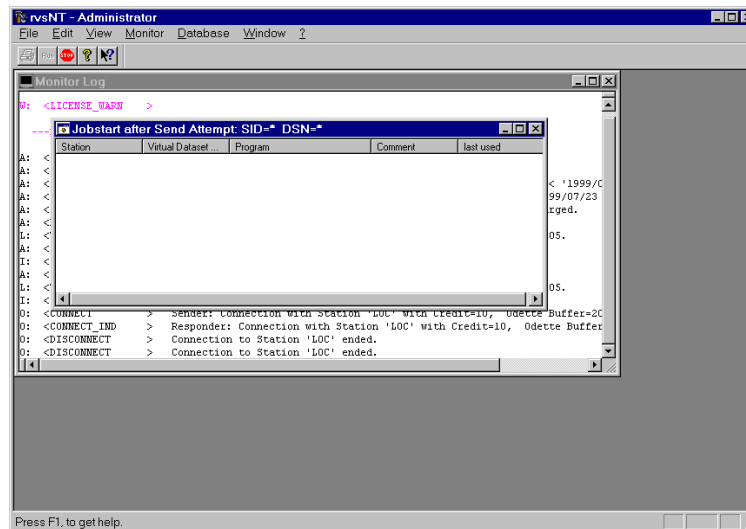 rvsNT - Administrator
File Edit View Monitor Database Window ?
Run STOP ? ?
Monitor Log
W: <LICENSE_WARN >
Jobstart after Send Attempt: SID=* DSN=*
Station Virtual Dataset ... Program Comment last used
A: <
A: <
A: < < '1999/0
A: < 99/07/23
A: < rged.
A: <
L: < 05.
A: <
I: <
A: <
L: < 05.
I: <
O: <CONNECT > Sender: Connection with Station 'LOC' with Credit=10, Odette Buffer=20
O: <CONNECT_IND > Responder: Connection with Station 'LOC' with Credit=10, Odette Buffer
O: <DISCONNECT > Connection to Station 'LOC' ended.
O: <DISCONNECT > Connection to Station 'LOC' ended.
Press F1, to get help.